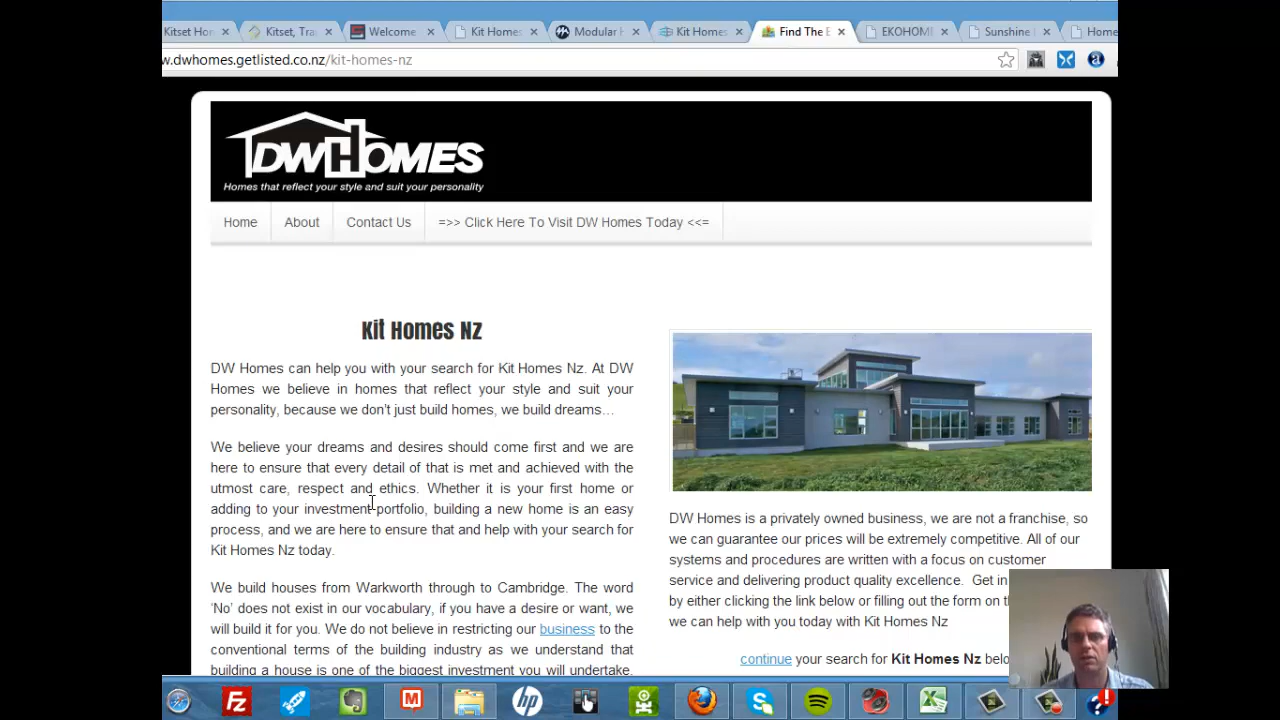 Kitset Hor
Kitset, Tra
Welcome
Kit Homes
Modular H
Kit Homes
Find The E
EKOHOME
Sunshine
Home
w.dwhomes.getlisted.co.nz/kit-homes-nz
DWHOMES
Homes that reflect your style and suit your personality
Home
About
Contact Us
=>> Click Here To Visit DW Homes Today <<=
Kit Homes Nz
DW Homes can help you with your search for Kit Homes Nz. At DW
Homes we believe in homes that reflect your style and suit your
personality, because we don’t just build homes, we build dreams…
We believe your dreams and desires should come first and we are
here to ensure that every detail of that is met and achieved with the
utmost care, respect and ethics. Whether it is your first home or
adding to your investment portfolio, building a new home is an easy
process, and we are here to ensure that and help with your search for
Kit Homes Nz today.
We build houses from Warkworth through to Cambridge. The word
‘No’ does not exist in our vocabulary, if you have a desire or want, we
will build it for you. We do not believe in restricting our business to the
conventional terms of the building industry as we understand that
building a house is one of the biggest investment you will undertake.
DW Homes is a privately owned business, we are not a franchise, so
we can guarantee our prices will be extremely competitive. All of our
systems and procedures are written with a focus on customer
service and delivering product quality excellence. Get in
by either clicking the link below or filling out the form on th
we can help with you today with Kit Homes Nz
continue your search for Kit Homes Nz belo